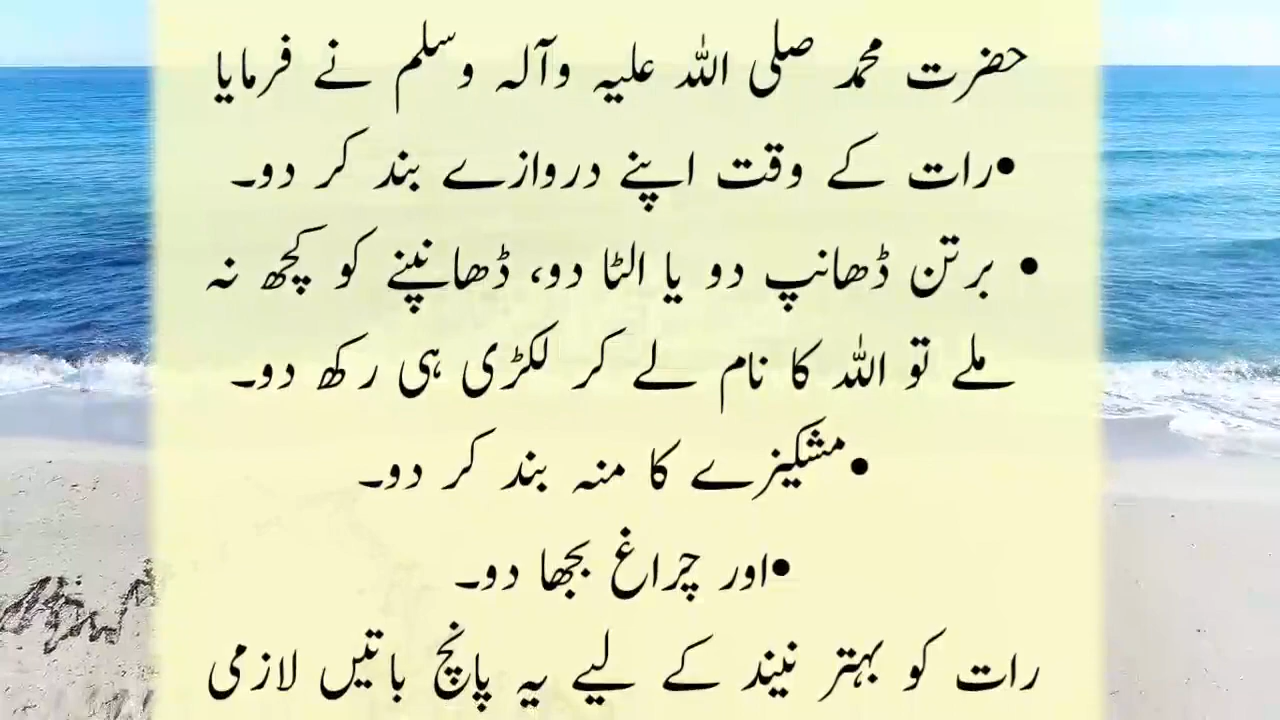 حضرت محمد صلی اللہ علیہ وآلہ وسلم نے فرمایا
•رات کے وقت اپنے دروازے بند کر دو۔
• برتن ڈھانپ دو یا الٹا دو، ڈھانپنے کو کچھ نہ
ملے تو اللہ کا نام لے کر لکڑی ہی رکھ دو۔
•مشکیزے کا منہ بند کر دو۔
•اور چراغ بجھا دو۔
رات کو بہتر نیند کے لیے یہ پانچ باتیں لازمی